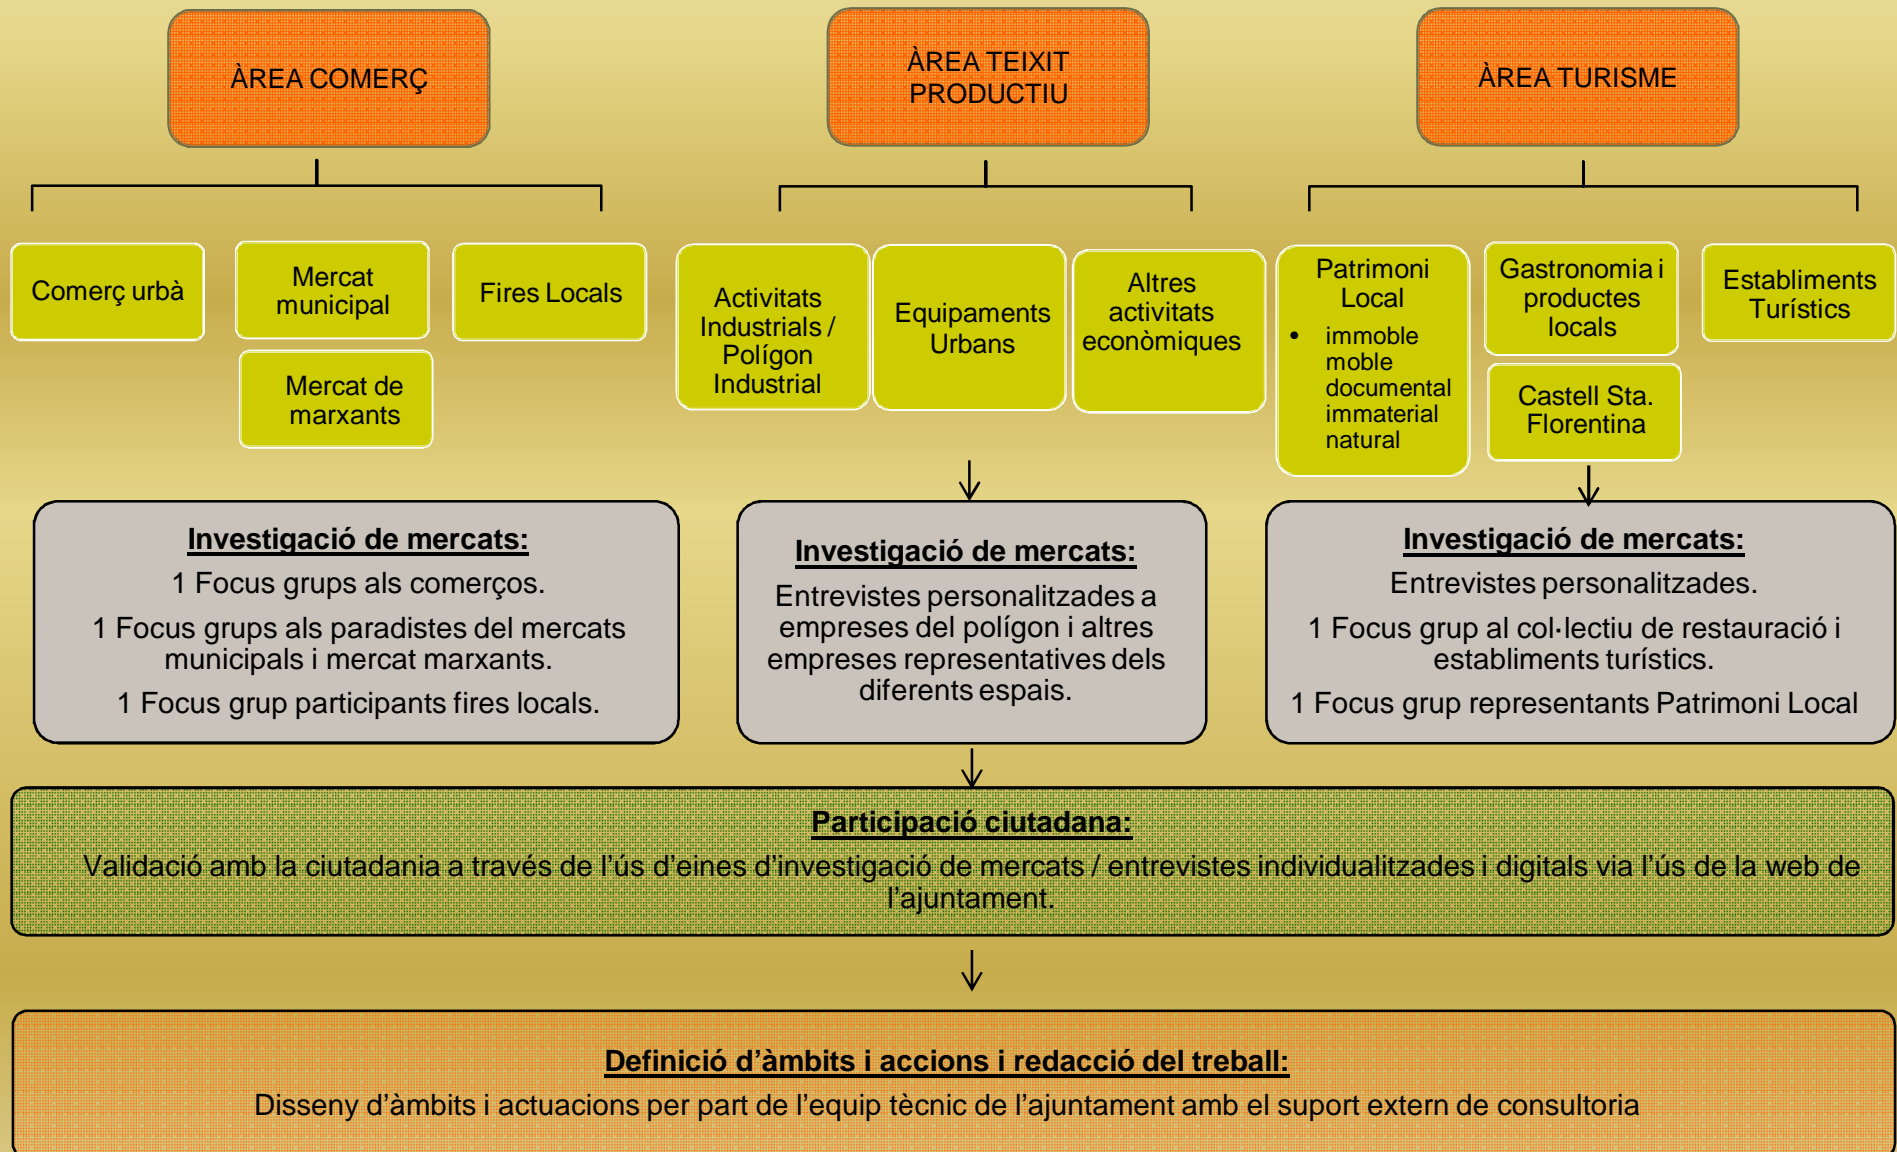 ÀREA COMERÇ
ÀREA TEIXIT
PRODUCTIU
ÀREA TURISME
Comerç urbà
Mercat
municipal
Mercat de
marxants
Fires Locals
Activitats
Industrials /
Polígon
Industrial
Equipaments
Urbans
Altres
activitats
econòmiques
Patrimoni
Local
• immoble
moble
documental
immaterial
natural
Gastronomia i
productes
locals
Castell Sta.
Florentina
Establiments
Turístics
Investigació de mercats:
1 Focus grups als comerços.
1 Focus grups als paradistes del mercats
municipals i mercat marxants.
1 Focus grup participants fires locals.
Investigació de mercats:
Entrevistes personalitzades a
empreses del polígon i altres
empreses representatives dels
diferents espais.
Investigació de mercats:
Entrevistes personalitzades.
1 Focus grup al col·lectiu de restauració i
establiments turístics.
1 Focus grup representants Patrimoni Local
Participació ciutadana:
Validació amb la ciutadania a través de l’ús d’eines d’investigació de mercats / entrevistes individualitzades i digitals via l’ús de la web de
l’ajuntament.
Definició d’àmbits i accions i redacció del treball:
Disseny d’àmbits i actuacions per part de l’equip tècnic de l’ajuntament amb el suport extern de consultoria